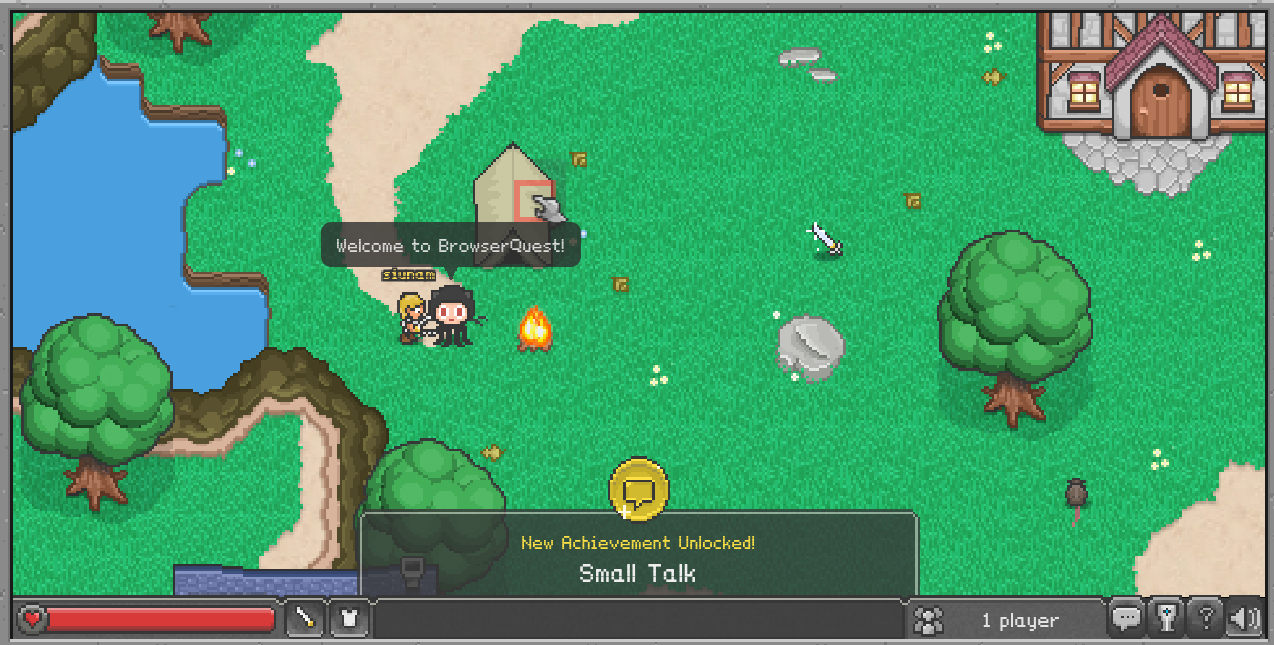 Welcome to BrowserQuest!
siunam
New Achievement Unlocked!
Small Talk
1 player
?